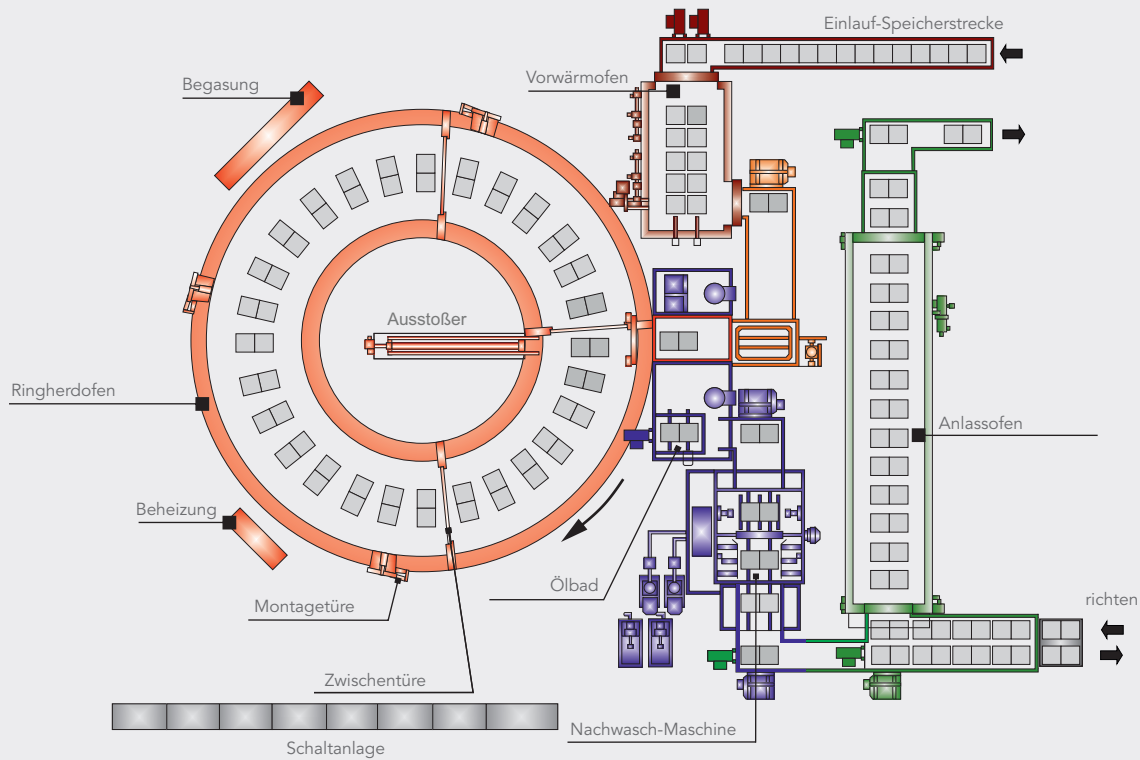 Einlauf-Speicherstrecke
Begasung
Vorwärmofen
Ausstoßer
Ringherdofen
Anlassofen
Beheizung
Ölbad
Montagetüre
richten
Zwischentüre
Nachwasch-Maschine
Schaltanlage